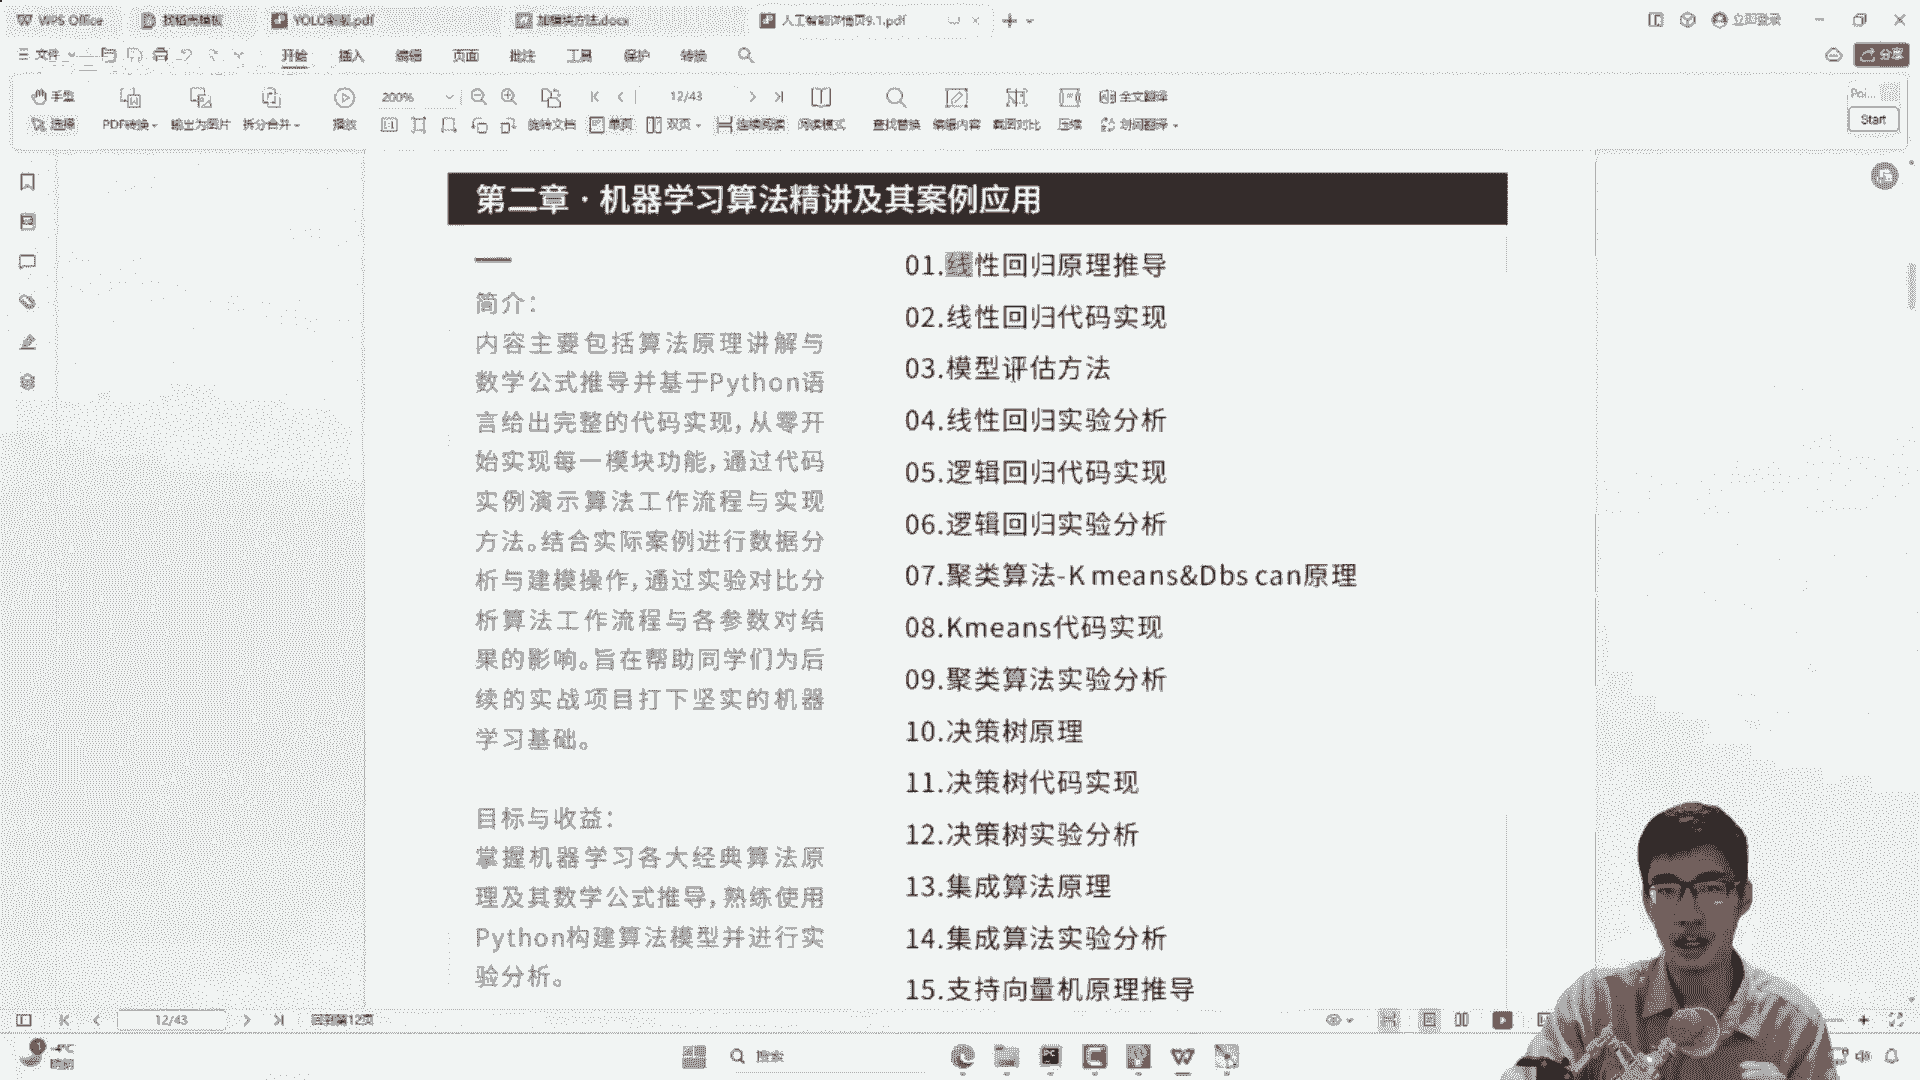 WPS Office
找稻壳模板
加模块方法.docx
人工智能详情页9.1.pdf
立即登录
文件
开始
插入
编辑
页面
批注
工具
保护
转换
分享
手型
200%
12/43
全文翻译
选择
PDF转换
输出为图片
拆分合并
播放
旋转文档
单页
双页
连续阅读
阅读模式
查找替换
编辑内容
截图对比
压缩
划词翻译
Start
第二章 · 机器学习算法精讲及其案例应用
简介：
内容主要包括算法原理讲解与
数学公式推导并基于Python语
言给出完整的代码实现，从零开
始实现每一模块功能，通过代码
实例演示算法工作流程与实现
方法。结合实际案例进行数据分
析与建模操作，通过实验对比分
析算法工作流程与各参数对结
果的影响。旨在帮助同学们为后
续的实战项目打下坚实的机器
学习基础。
目标与收益：
掌握机器学习各大经典算法原
理及其数学公式推导，熟练使用
Python构建算法模型并进行实
验分析。
01.线性回归原理推导
02.线性回归代码实现
03.模型评估方法
04.线性回归实验分析
05.逻辑回归代码实现
06.逻辑回归实验分析
07.聚类算法-K means&Dbs can原理
08.Kmeans代码实现
09.聚类算法实验分析
10.决策树原理
11.决策树代码实现
12.决策树实验分析
13.集成算法原理
14.集成算法实验分析
15.支持向量机原理推导
12/43
回到第12页
-4°C
晴朗
搜索